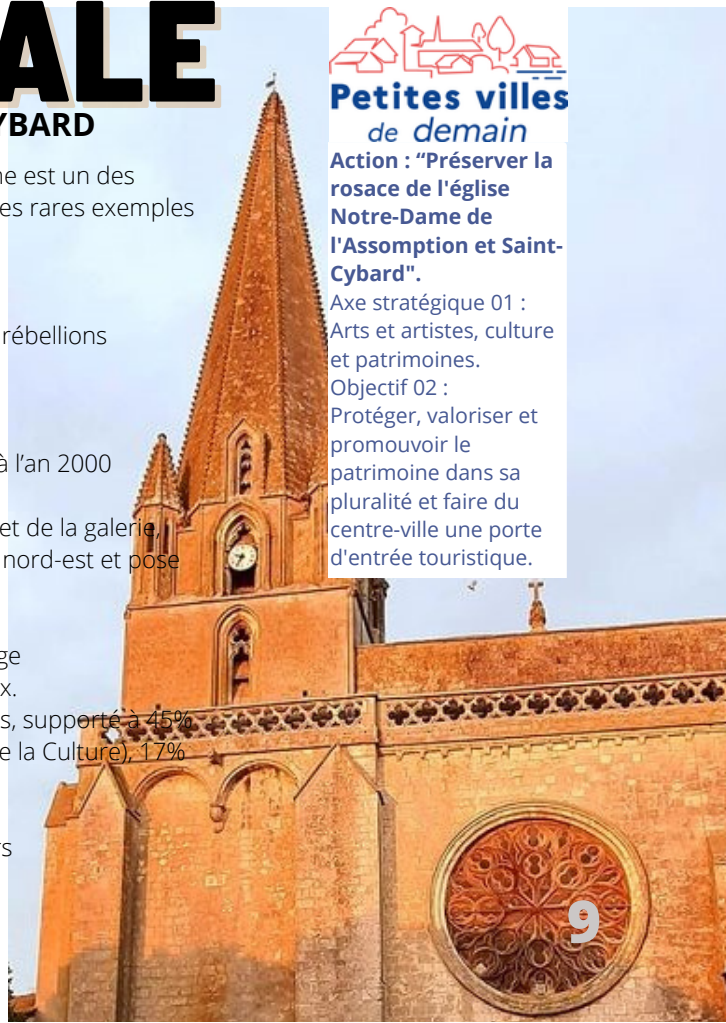 ALE
YBARD
ne est un des
es rares exemples
rébellions
à l’an 2000
et de la galerie,
nord-est et pose
ge
x.
s, supporté à 45%
e la Culture), 17%
rs
Petites villes
de demain
Action : “Préserver la
rosace de l'église
Notre-Dame de
l'Assomption et Saint-
Cybard".
Axe stratégique 01 :
Arts et artistes, culture
et patrimoines.
Objectif 02 :
Protéger, valoriser et
promouvoir le
patrimoine dans sa
pluralité et faire du
centre-ville une porte
d'entrée touristique.
9